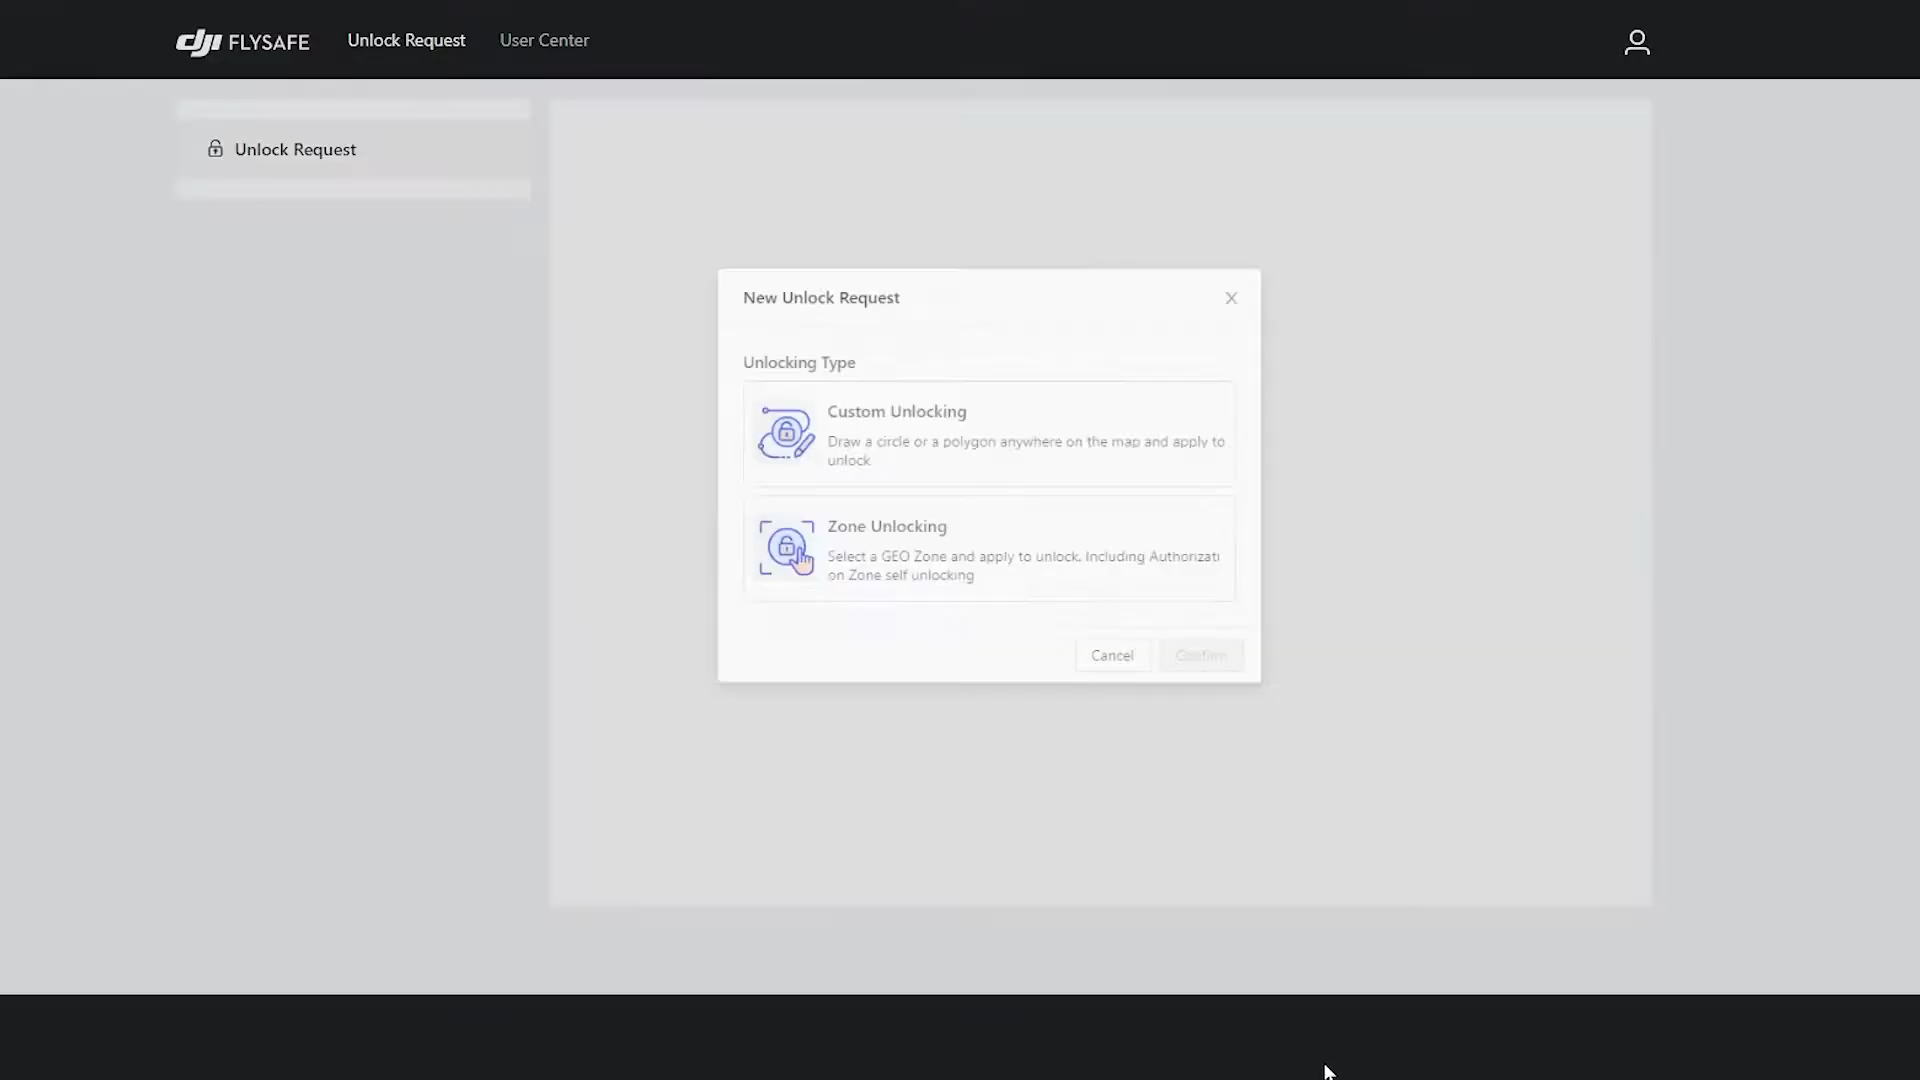 dji FLYSAFE Unlock Request User Center
Unlock Request
New Unlock Request X
Unlocking Type
Custom Unlocking
Draw a circle or a polygon anywhere on the map and apply to
unlock
Zone Unlocking
Select a GEO Zone and apply to unlock. Including Authorizati
on Zone self unlocking
Cancel Confirm